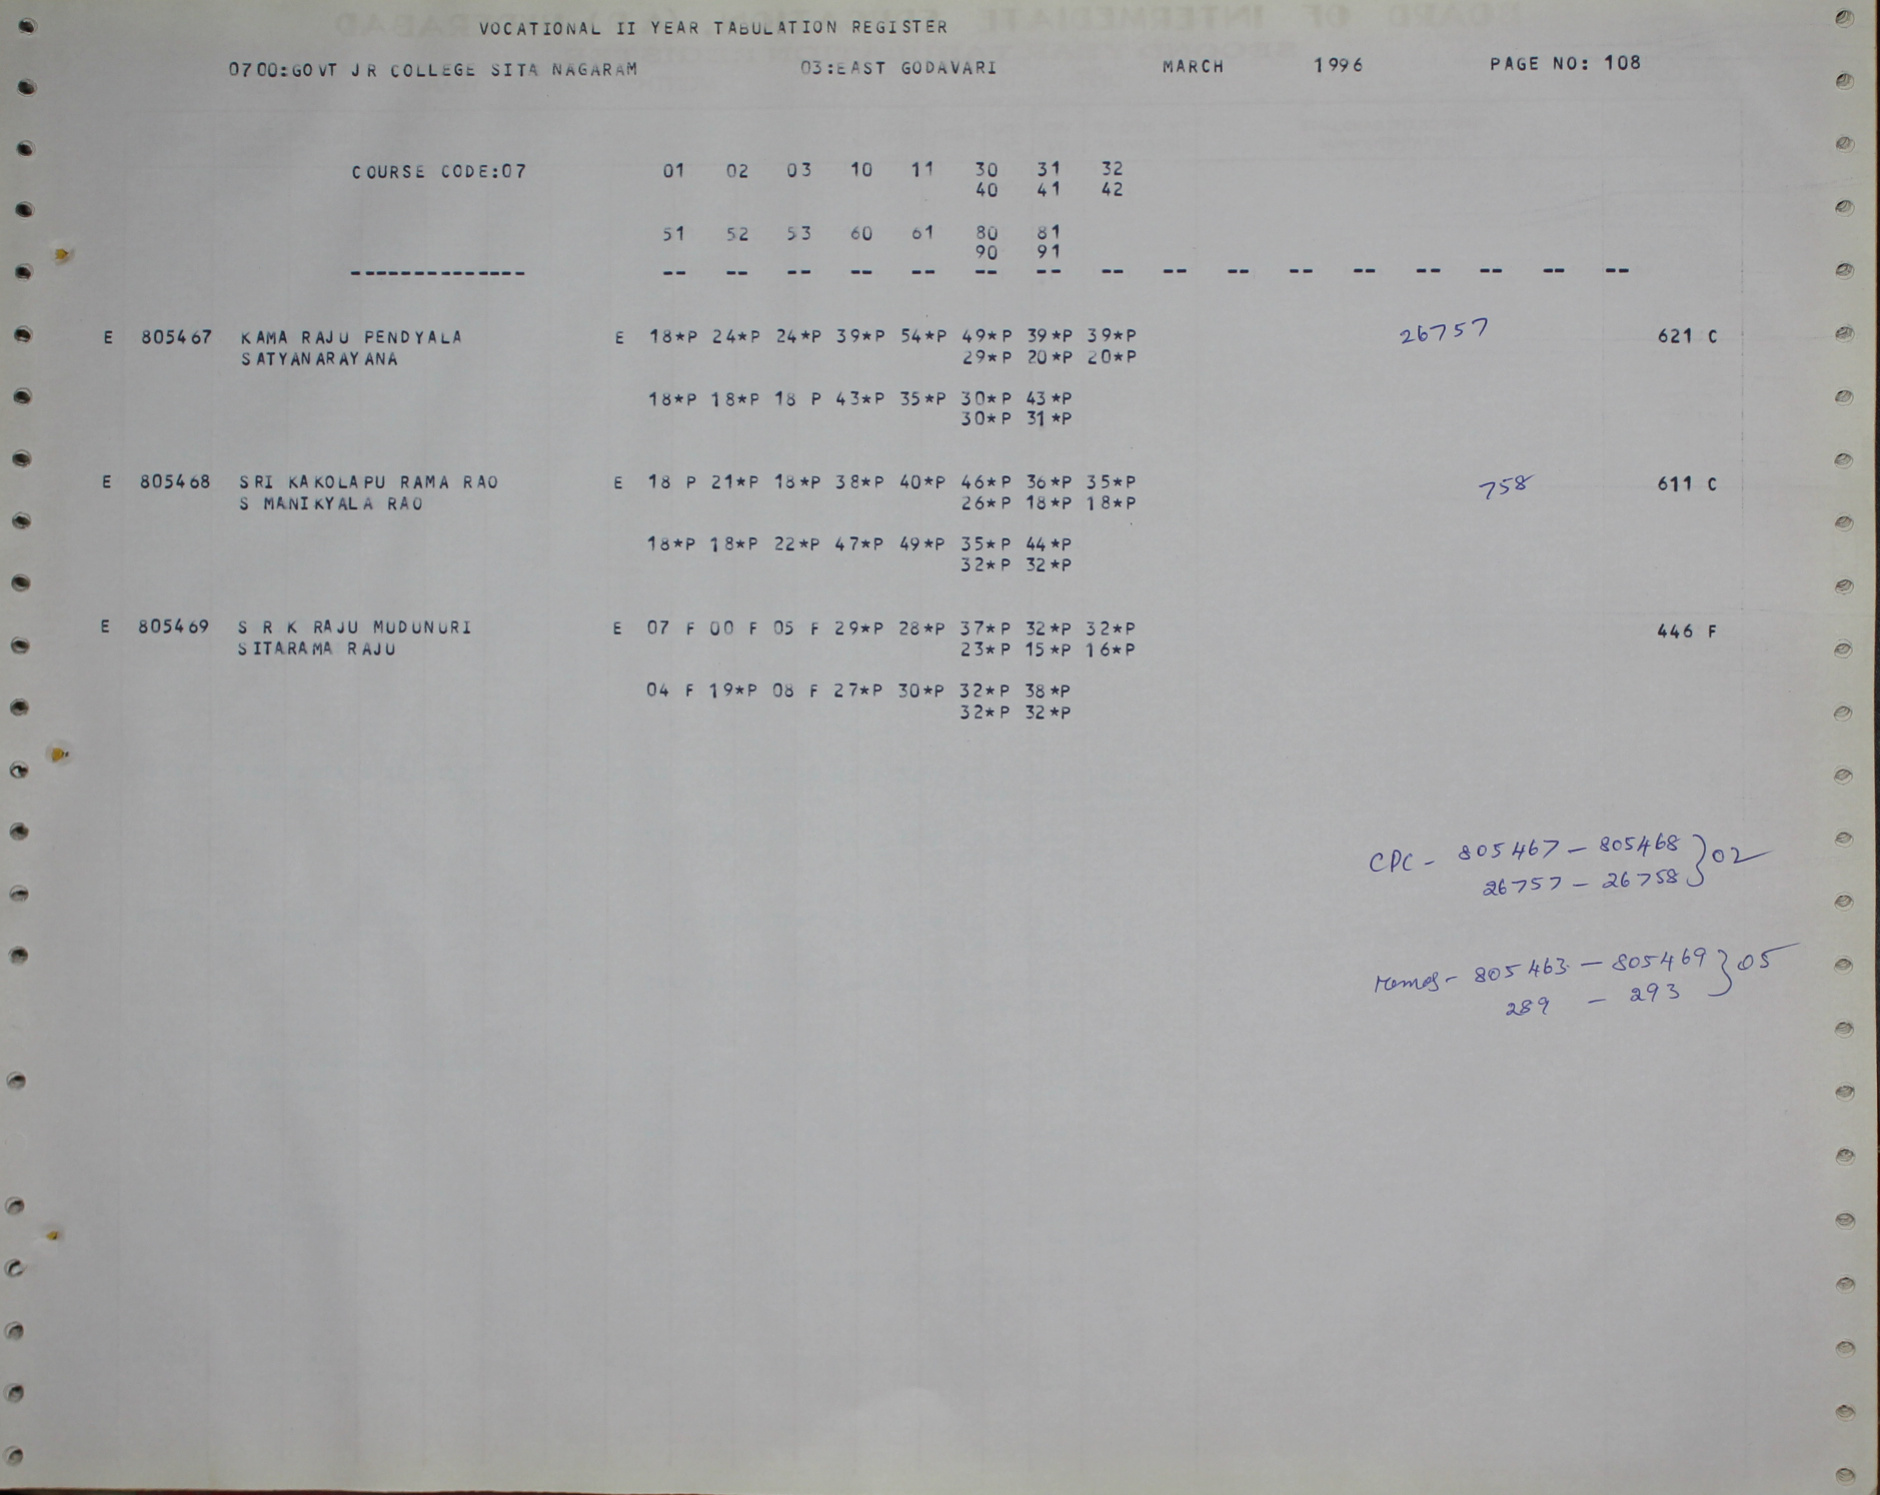 VOCATIONAL II YEAR TABULATION REGISTER
0700:GOVT JR COLLEGE SITA NAGARAM 03:EAST GODAVARI MARCH 1996 PAGE NO: 108
COURSE CODE:07 01 02 03 10 11 30 31 32
40 41 42
51 52 53 60 61 80 81
90 91
-------------- -- -- -- -- -- -- -- -- -- -- -- -- -- -- -- --
E 805467 KAMA RAJU PENDYALA E 18*P 24*P 24*P 39*P 54*P 49*P 39*P 39*P 26757 621 C
SATYANARAYANA 29*P 20*P 20*P
18*P 18*P 18 P 43*P 35*P 30*P 43*P
30*P 31*P
E 805468 SRI KAKOLAPU RAMA RAO E 18 P 21*P 18*P 38*P 40*P 46*P 36*P 35*P 758 611 C
S MANIKYALA RAO 26*P 18*P 18*P
18*P 18*P 22*P 47*P 49*P 35*P 44*P
32*P 32*P
E 805469 S R K RAJU MUDUNURI E 07 F 00 F 05 F 29*P 28*P 37*P 32*P 32*P 446 F
SITARAMA RAJU 23*P 15*P 16*P
04 F 19*P 08 F 27*P 30*P 32*P 38*P
32*P 32*P
CPC - 805467 - 805468 } 02
26757 - 26758
Memos - 805463 - 805469 } 05
289 - 293